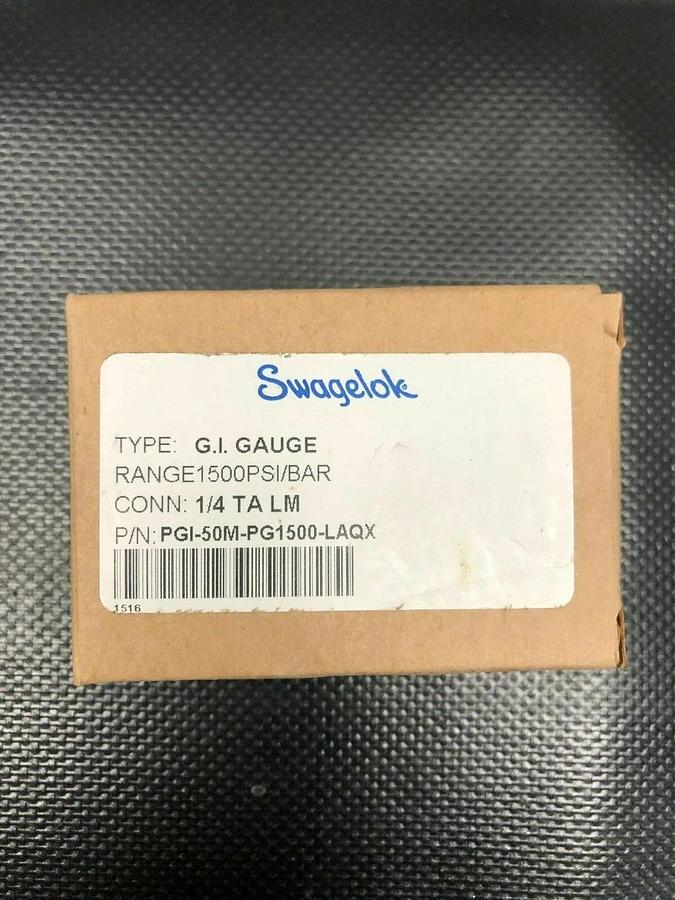 Swagelok
TYPE: G.I. GAUGE
RANGE1500PSI/BAR
CONN: 1/4 TA LM
P/N: PGI-50M-PG1500-LAQX
1516